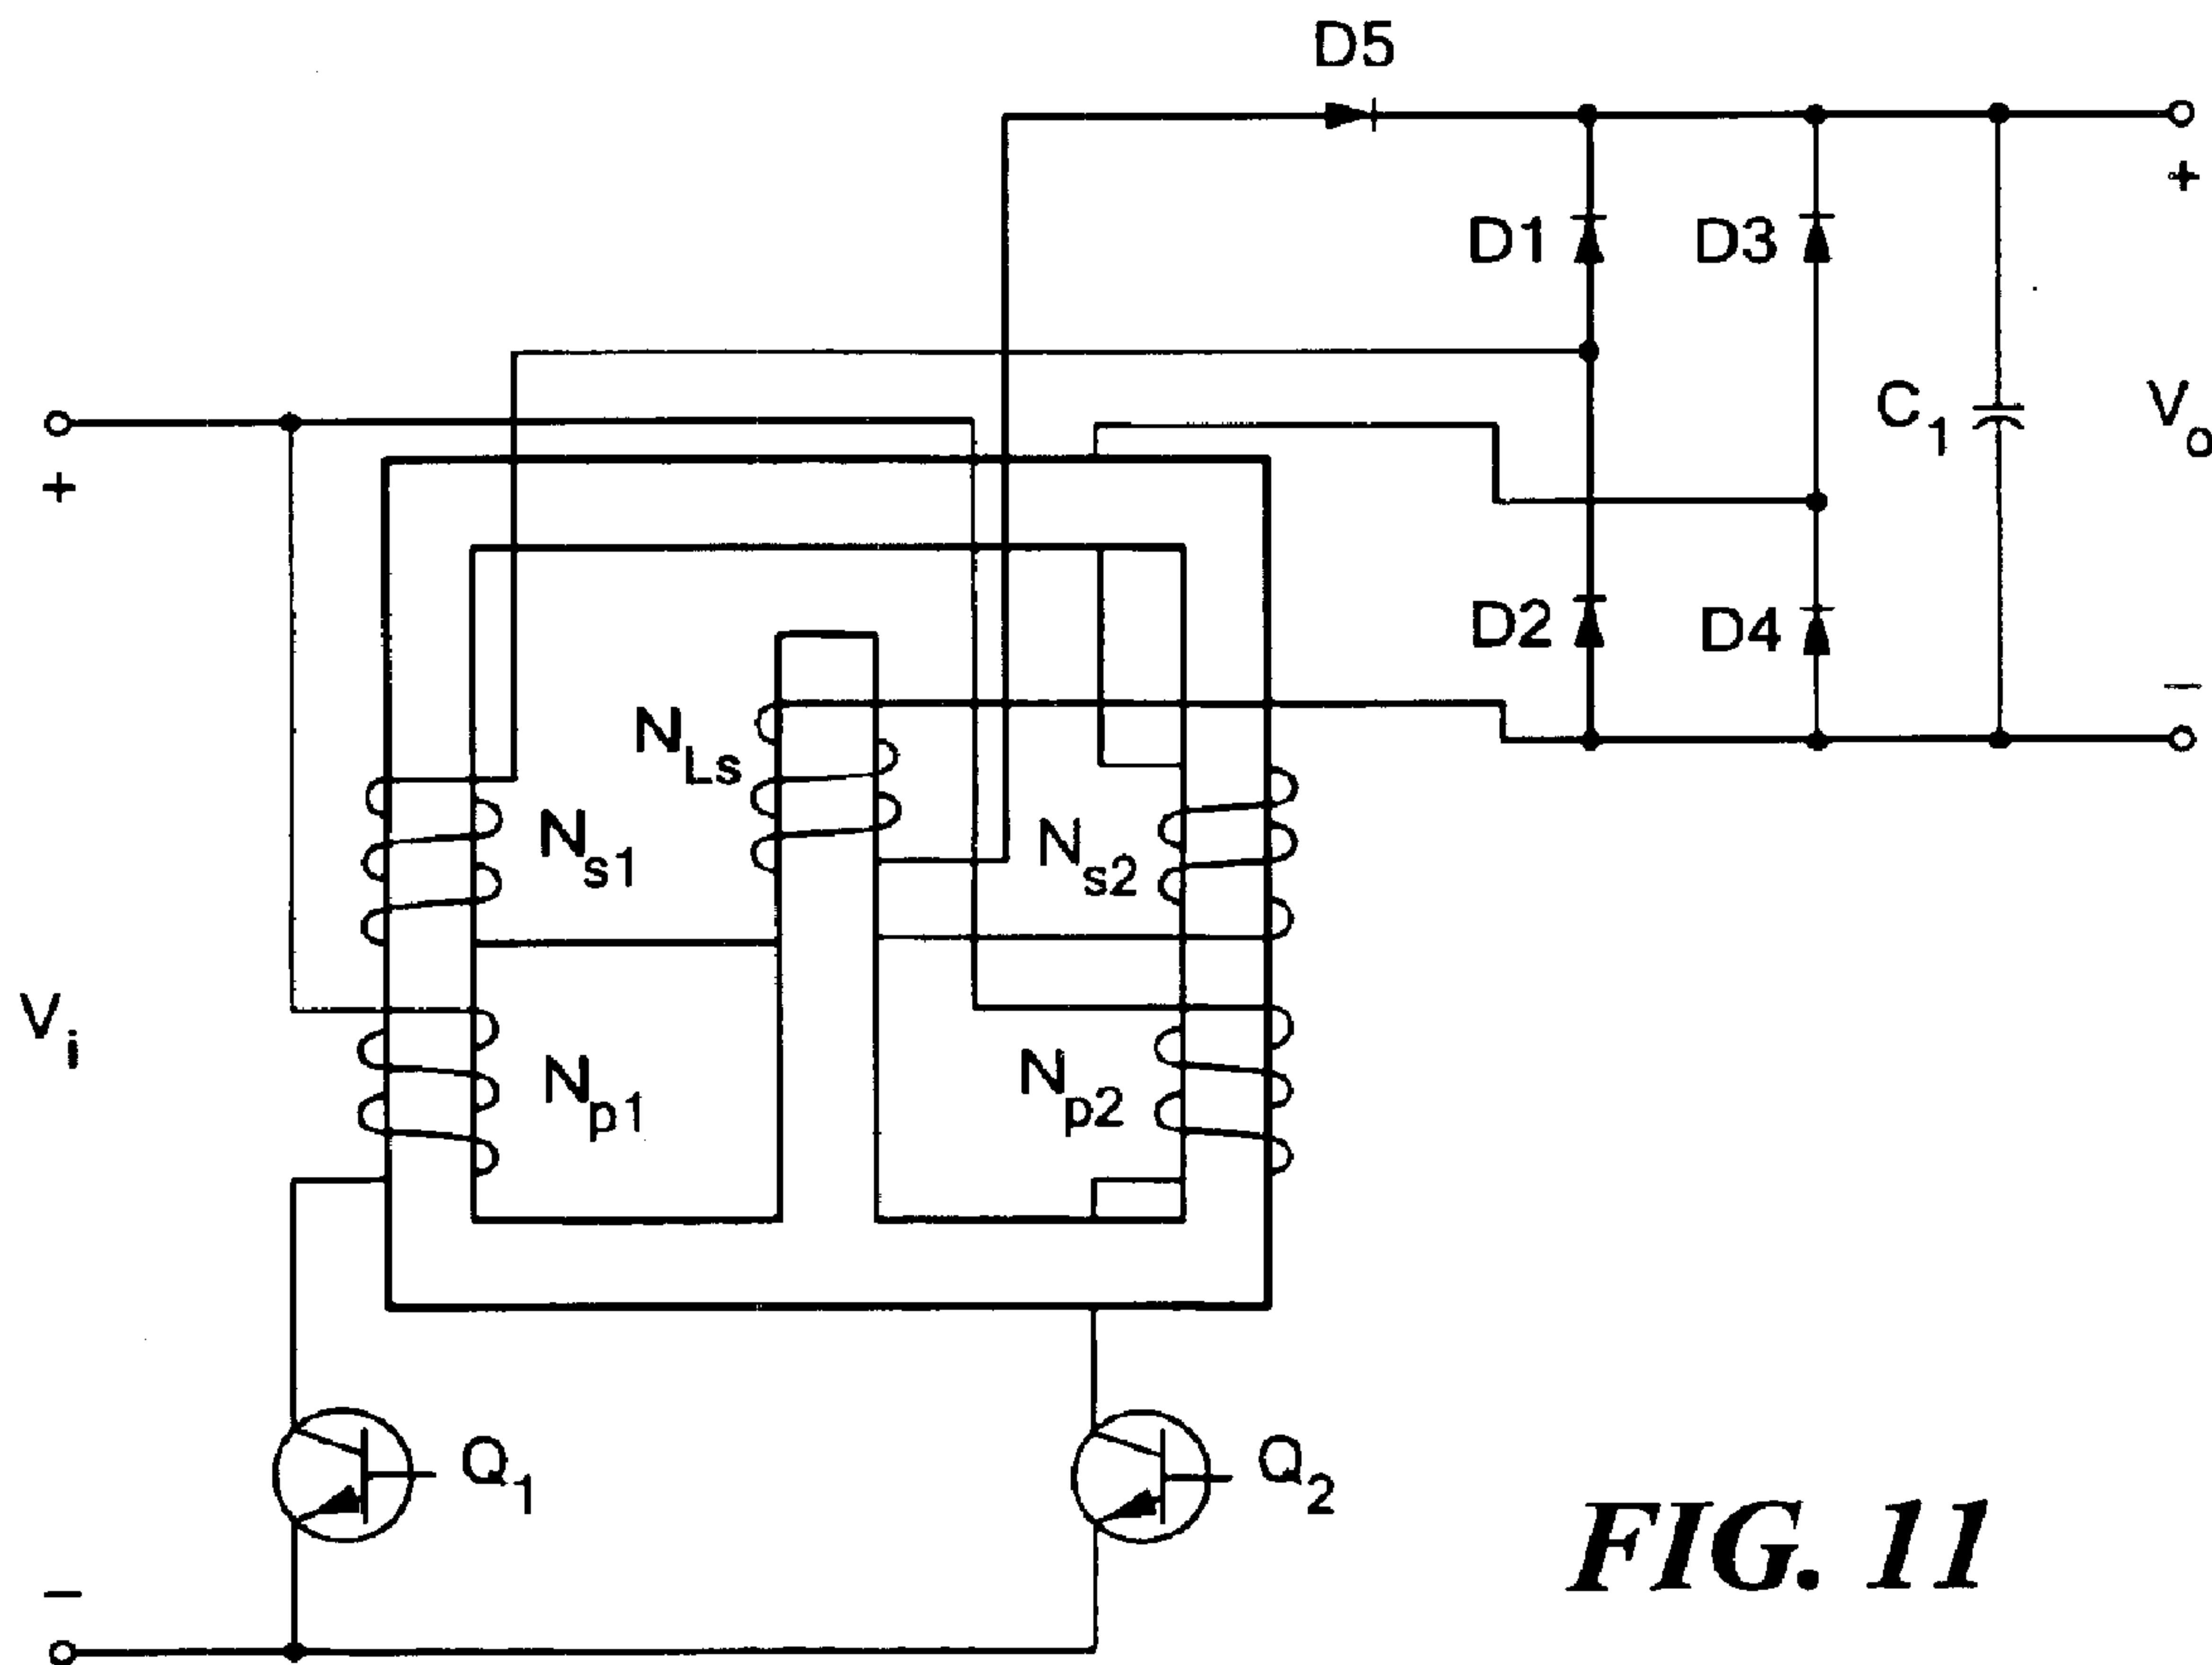 D5
+
D1
D3
C1
Vo
+
D2
D4
−
NLs
Ns1
Ns2
Vi
Np1
Np2
Q1
Q2
−
FIG. 11